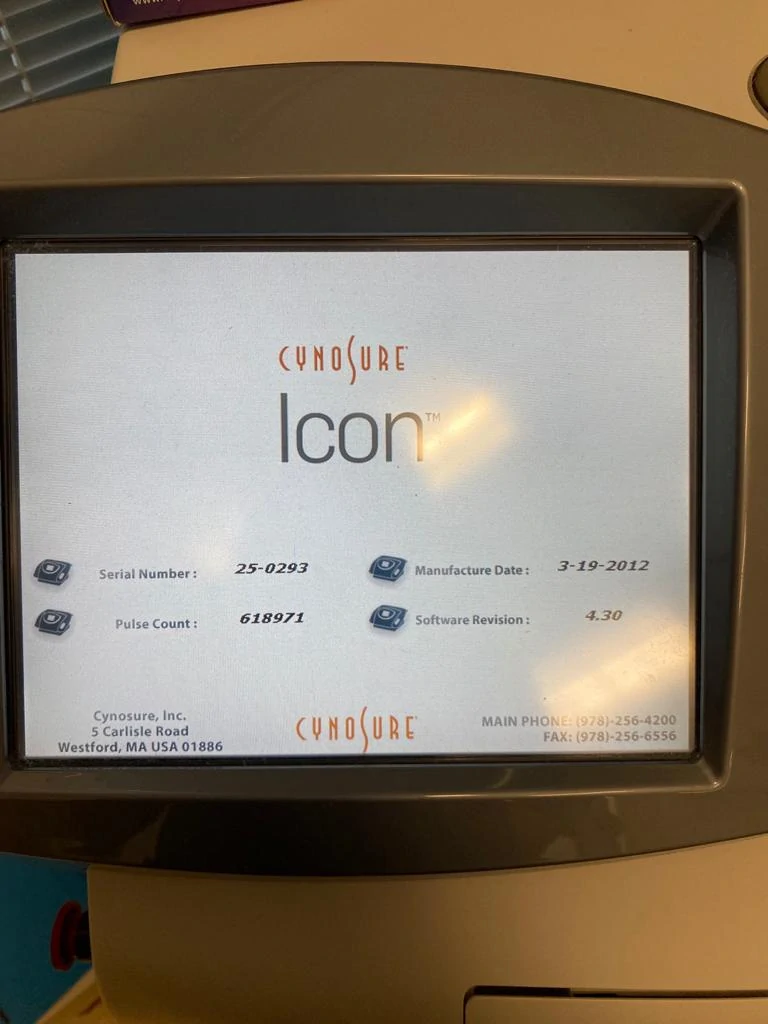 www.
CYNOSURE
Icon™
Serial Number : 25-0293
Manufacture Date : 3-19-2012
Pulse Count : 618971
Software Revision : 4.30
Cynosure, Inc.
5 Carlisle Road
Westford, MA USA 01886
CYNOSURE
MAIN PHONE: (978)-256-4200
FAX: (978)-256-6556